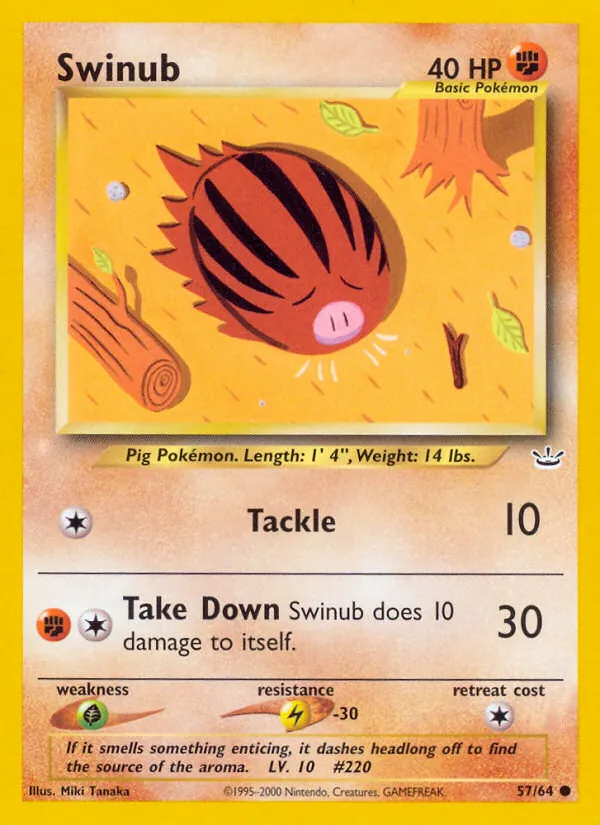 Swinub
40 HP
Basic Pokémon
Pig Pokémon. Length: 1' 4", Weight: 14 lbs.
Tackle 10
Take Down Swinub does 10
damage to itself.
30
weakness resistance retreat cost
-30
If it smells something enticing, it dashes headlong off to find
the source of the aroma. LV. 10 #220
Illus. Miki Tanaka ©1995-2000 Nintendo, Creatures, GAMEFREAK 57/64